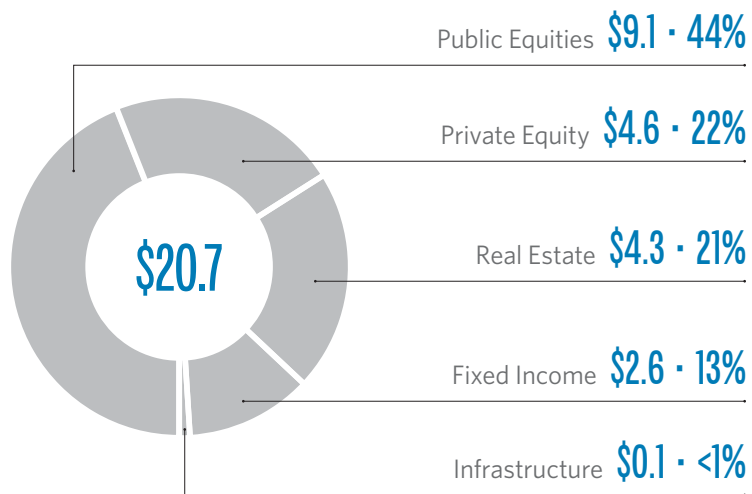 Public Equities $9.1 · 44%
Private Equity $4.6 · 22%
$20.7
Real Estate $4.3 · 21%
Fixed Income $2.6 · 13%
Infrastructure $0.1 · <1%